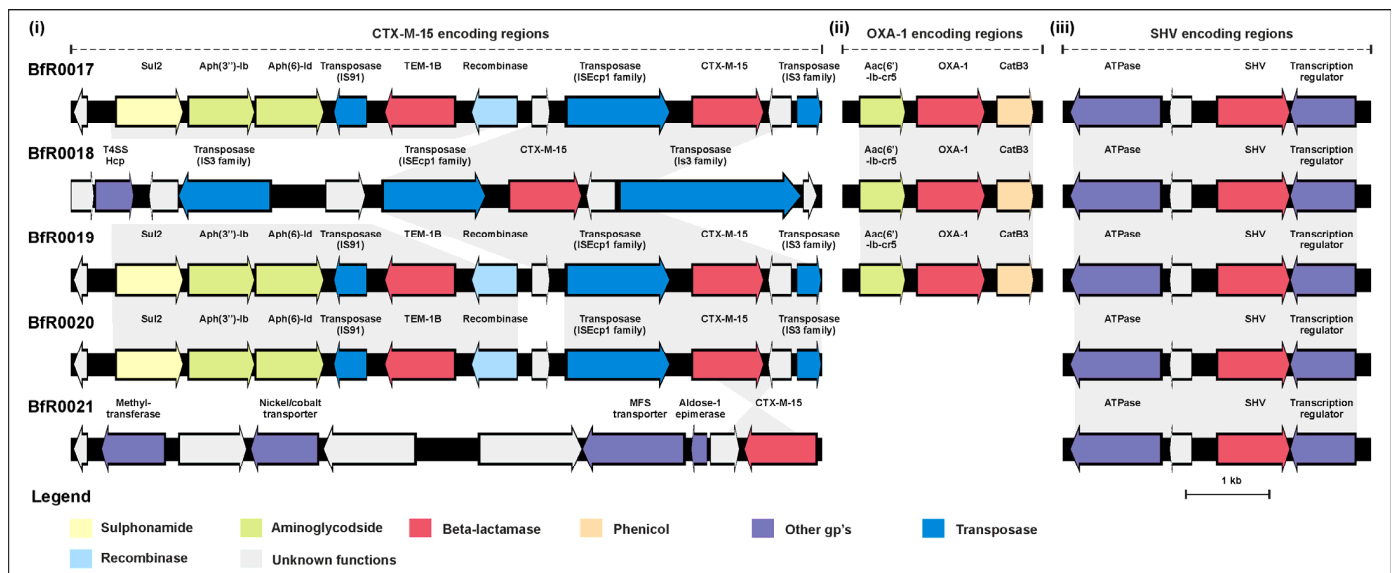 (i) CTX-M-15 encoding regions (ii) OXA-1 encoding regions (iii) SHV encoding regions
BfR0017
Sul2 Aph(3'')-Ib Aph(6)-Id Transposase (IS91) TEM-1B Recombinase Transposase (ISEcp1 family) CTX-M-15 Transposase (IS3 family) Aac(6') -Ib-cr5 OXA-1 CatB3 ATPase SHV Transcription regulator
BfR0018
T4SS Hcp Transposase (IS3 family) Transposase (ISEcp1 family) CTX-M-15 Transposase (Is3 family) Aac(6') -Ib-cr5 OXA-1 CatB3 ATPase SHV Transcription regulator
BfR0019
Sul2 Aph(3'')-Ib Aph(6)-Id Transposase (IS91) TEM-1B Recombinase Transposase (ISEcp1 family) CTX-M-15 Transposase (IS3 family) Aac(6') -Ib-cr5 OXA-1 CatB3 ATPase SHV Transcription regulator
BfR0020
Sul2 Aph(3'')-Ib Aph(6)-Id Transposase (IS91) TEM-1B Recombinase Transposase (ISEcp1 family) CTX-M-15 Transposase (IS3 family) ATPase SHV Transcription regulator
BfR0021
Methyl-transferase Nickel/cobalt transporter MFS transporter Aldose-1 epimerase CTX-M-15 ATPase SHV Transcription regulator
1 kb
Legend
Sulphonamide Aminoglycodside Beta-lactamase Phenicol Other gp's Transposase
Recombinase Unknown functions